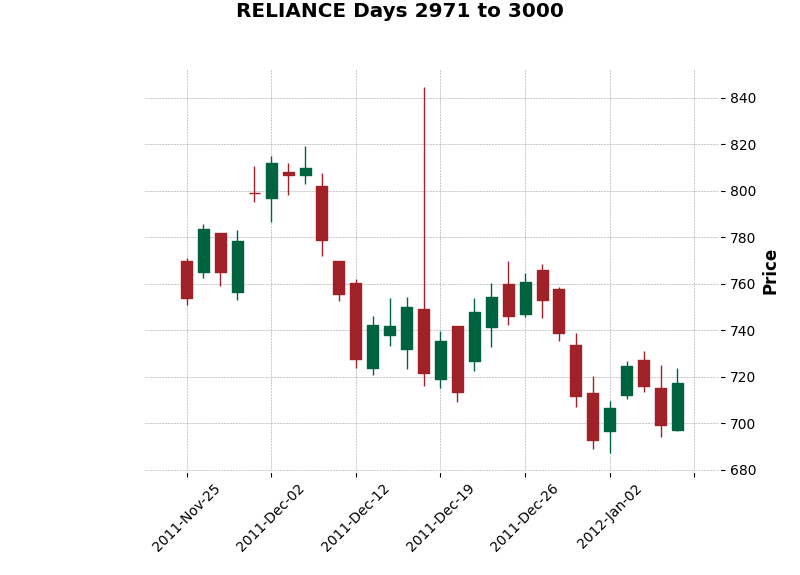 RELIANCE Days 2971 to 3000
840
820
800
780
760
740
720
700
680
Price
2011-Nov-25
2011-Dec-02
2011-Dec-12
2011-Dec-19
2011-Dec-26
2012-Jan-02